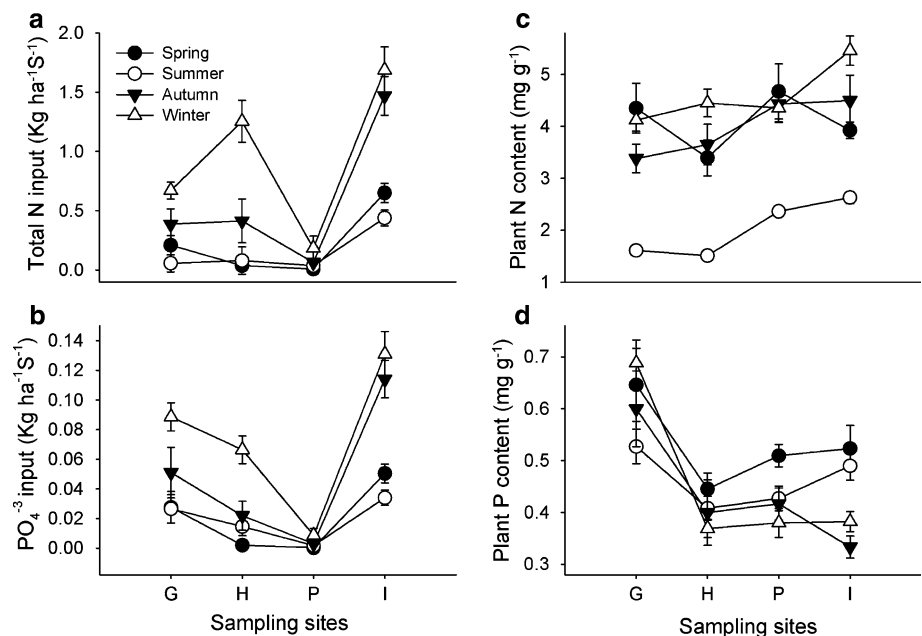 a
Total N input (Kg ha⁻¹S⁻¹)
2.0
1.5
1.0
0.5
0.0
Spring
Summer
Autumn
Winter
c
Plant N content (mg g⁻¹)
5
4
3
2
1
b
PO₄⁻³ input (Kg ha⁻¹S⁻¹)
0.14
0.12
0.10
0.08
0.06
0.04
0.02
0.00
G H P I
Sampling sites
d
Plant P content (mg g⁻¹)
0.7
0.6
0.5
0.4
0.3
G H P I
Sampling sites